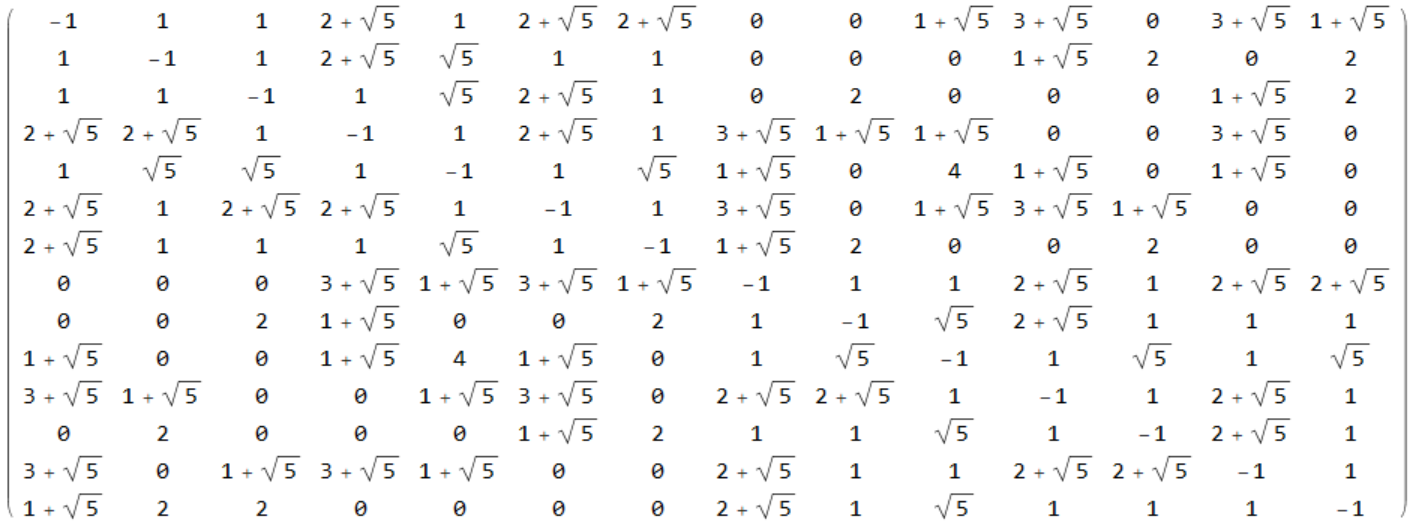 -1 1 1 2 + √5 1 2 + √5 2 + √5 0 0 1 + √5 3 + √5 0 3 + √5 1 + √5
1 -1 1 2 + √5 √5 1 1 0 0 0 1 + √5 2 0 2
1 1 -1 1 √5 2 + √5 1 0 2 0 0 0 1 + √5 2
2 + √5 2 + √5 1 -1 1 2 + √5 1 3 + √5 1 + √5 1 + √5 0 0 3 + √5 0
1 √5 √5 1 -1 1 √5 1 + √5 0 4 1 + √5 0 1 + √5 0
2 + √5 1 2 + √5 2 + √5 1 -1 1 3 + √5 0 1 + √5 3 + √5 1 + √5 0 0
2 + √5 1 1 1 √5 1 -1 1 + √5 2 0 0 2 0 0
0 0 0 3 + √5 1 + √5 3 + √5 1 + √5 -1 1 1 2 + √5 1 2 + √5 2 + √5
0 0 2 1 + √5 0 0 2 1 -1 √5 2 + √5 1 1 1
1 + √5 0 0 1 + √5 4 1 + √5 0 1 √5 -1 1 √5 1 √5
3 + √5 1 + √5 0 0 1 + √5 3 + √5 0 2 + √5 2 + √5 1 -1 1 2 + √5 1
0 2 0 0 0 1 + √5 2 1 1 √5 1 -1 2 + √5 1
3 + √5 0 1 + √5 3 + √5 1 + √5 0 0 2 + √5 1 1 2 + √5 2 + √5 -1 1
1 + √5 2 2 0 0 0 0 2 + √5 1 √5 1 1 1 -1